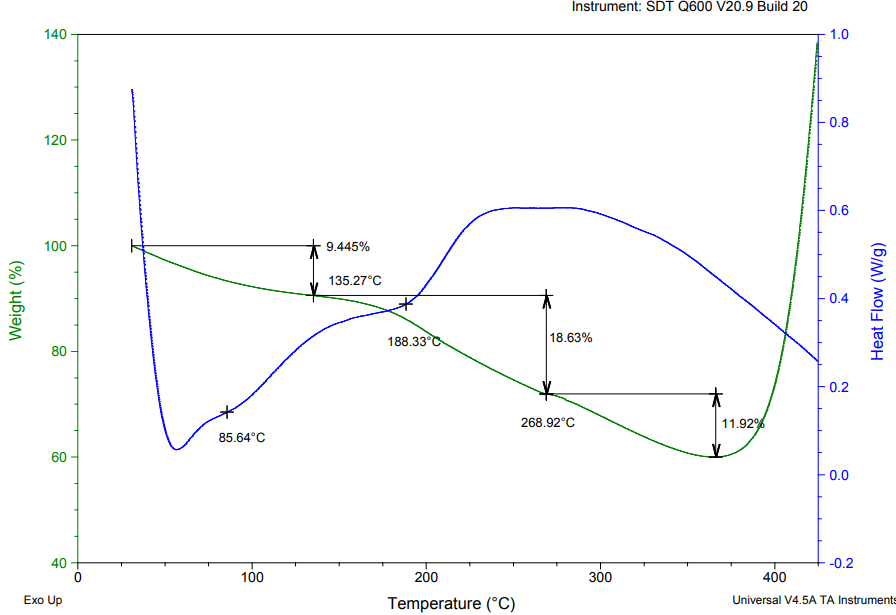 Instrument: SDT Q600 V20.9 Build 20
140
120
100
80
60
40
Weight (%)
1.0
0.8
0.6
0.4
0.2
0.0
-0.2
Heat Flow (W/g)
9.445%
135.27°C
188.33°C
18.63%
85.64°C
268.92°C
11.92%
0
100
200
300
400
Exo Up
Temperature (°C)
Universal V4.5A TA Instruments